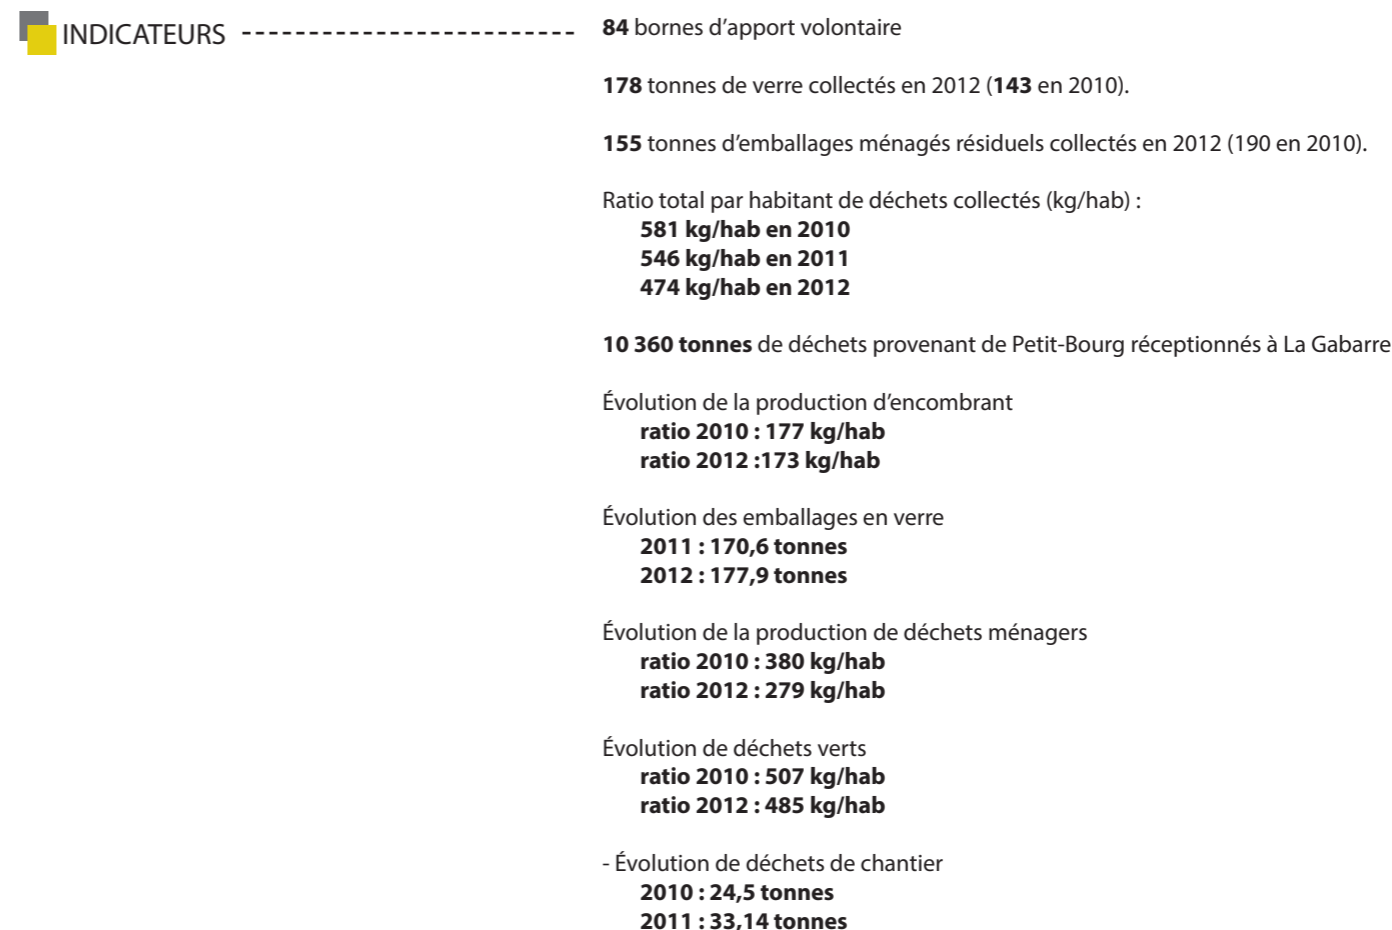 INDICATEURS
84 bornes d’apport volontaire
178 tonnes de verre collectés en 2012 (143 en 2010).
155 tonnes d’emballages ménagés résiduels collectés en 2012 (190 en 2010).
Ratio total par habitant de déchets collectés (kg/hab) :
581 kg/hab en 2010
546 kg/hab en 2011
474 kg/hab en 2012
10 360 tonnes de déchets provenant de Petit-Bourg réceptionnés à La Gabarre
Évolution de la production d’encombrant
ratio 2010 : 177 kg/hab
ratio 2012 :173 kg/hab
Évolution des emballages en verre
2011 : 170,6 tonnes
2012 : 177,9 tonnes
Évolution de la production de déchets ménagers
ratio 2010 : 380 kg/hab
ratio 2012 : 279 kg/hab
Évolution de déchets verts
ratio 2010 : 507 kg/hab
ratio 2012 : 485 kg/hab
- Évolution de déchets de chantier
2010 : 24,5 tonnes
2011 : 33,14 tonnes